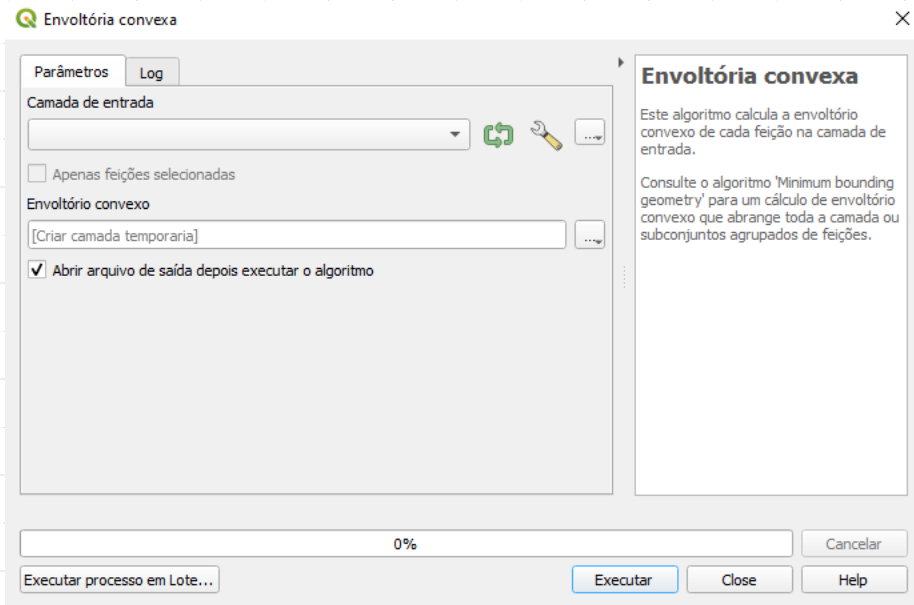 Envoltória convexa
Parâmetros
Log
Camada de entrada
...
Apenas feições selecionadas
Envoltório convexo
[Criar camada temporaria]
...
Abrir arquivo de saída depois executar o algoritmo
Envoltória convexa
Este algoritmo calcula a envoltório
convexo de cada feição na camada de
entrada.
Consulte o algoritmo 'Minimum bounding
geometry' para um cálculo de envoltório
convexo que abrange toda a camada ou
subconjuntos agrupados de feições.
0%
Cancelar
Executar processo em Lote...
Executar
Close
Help